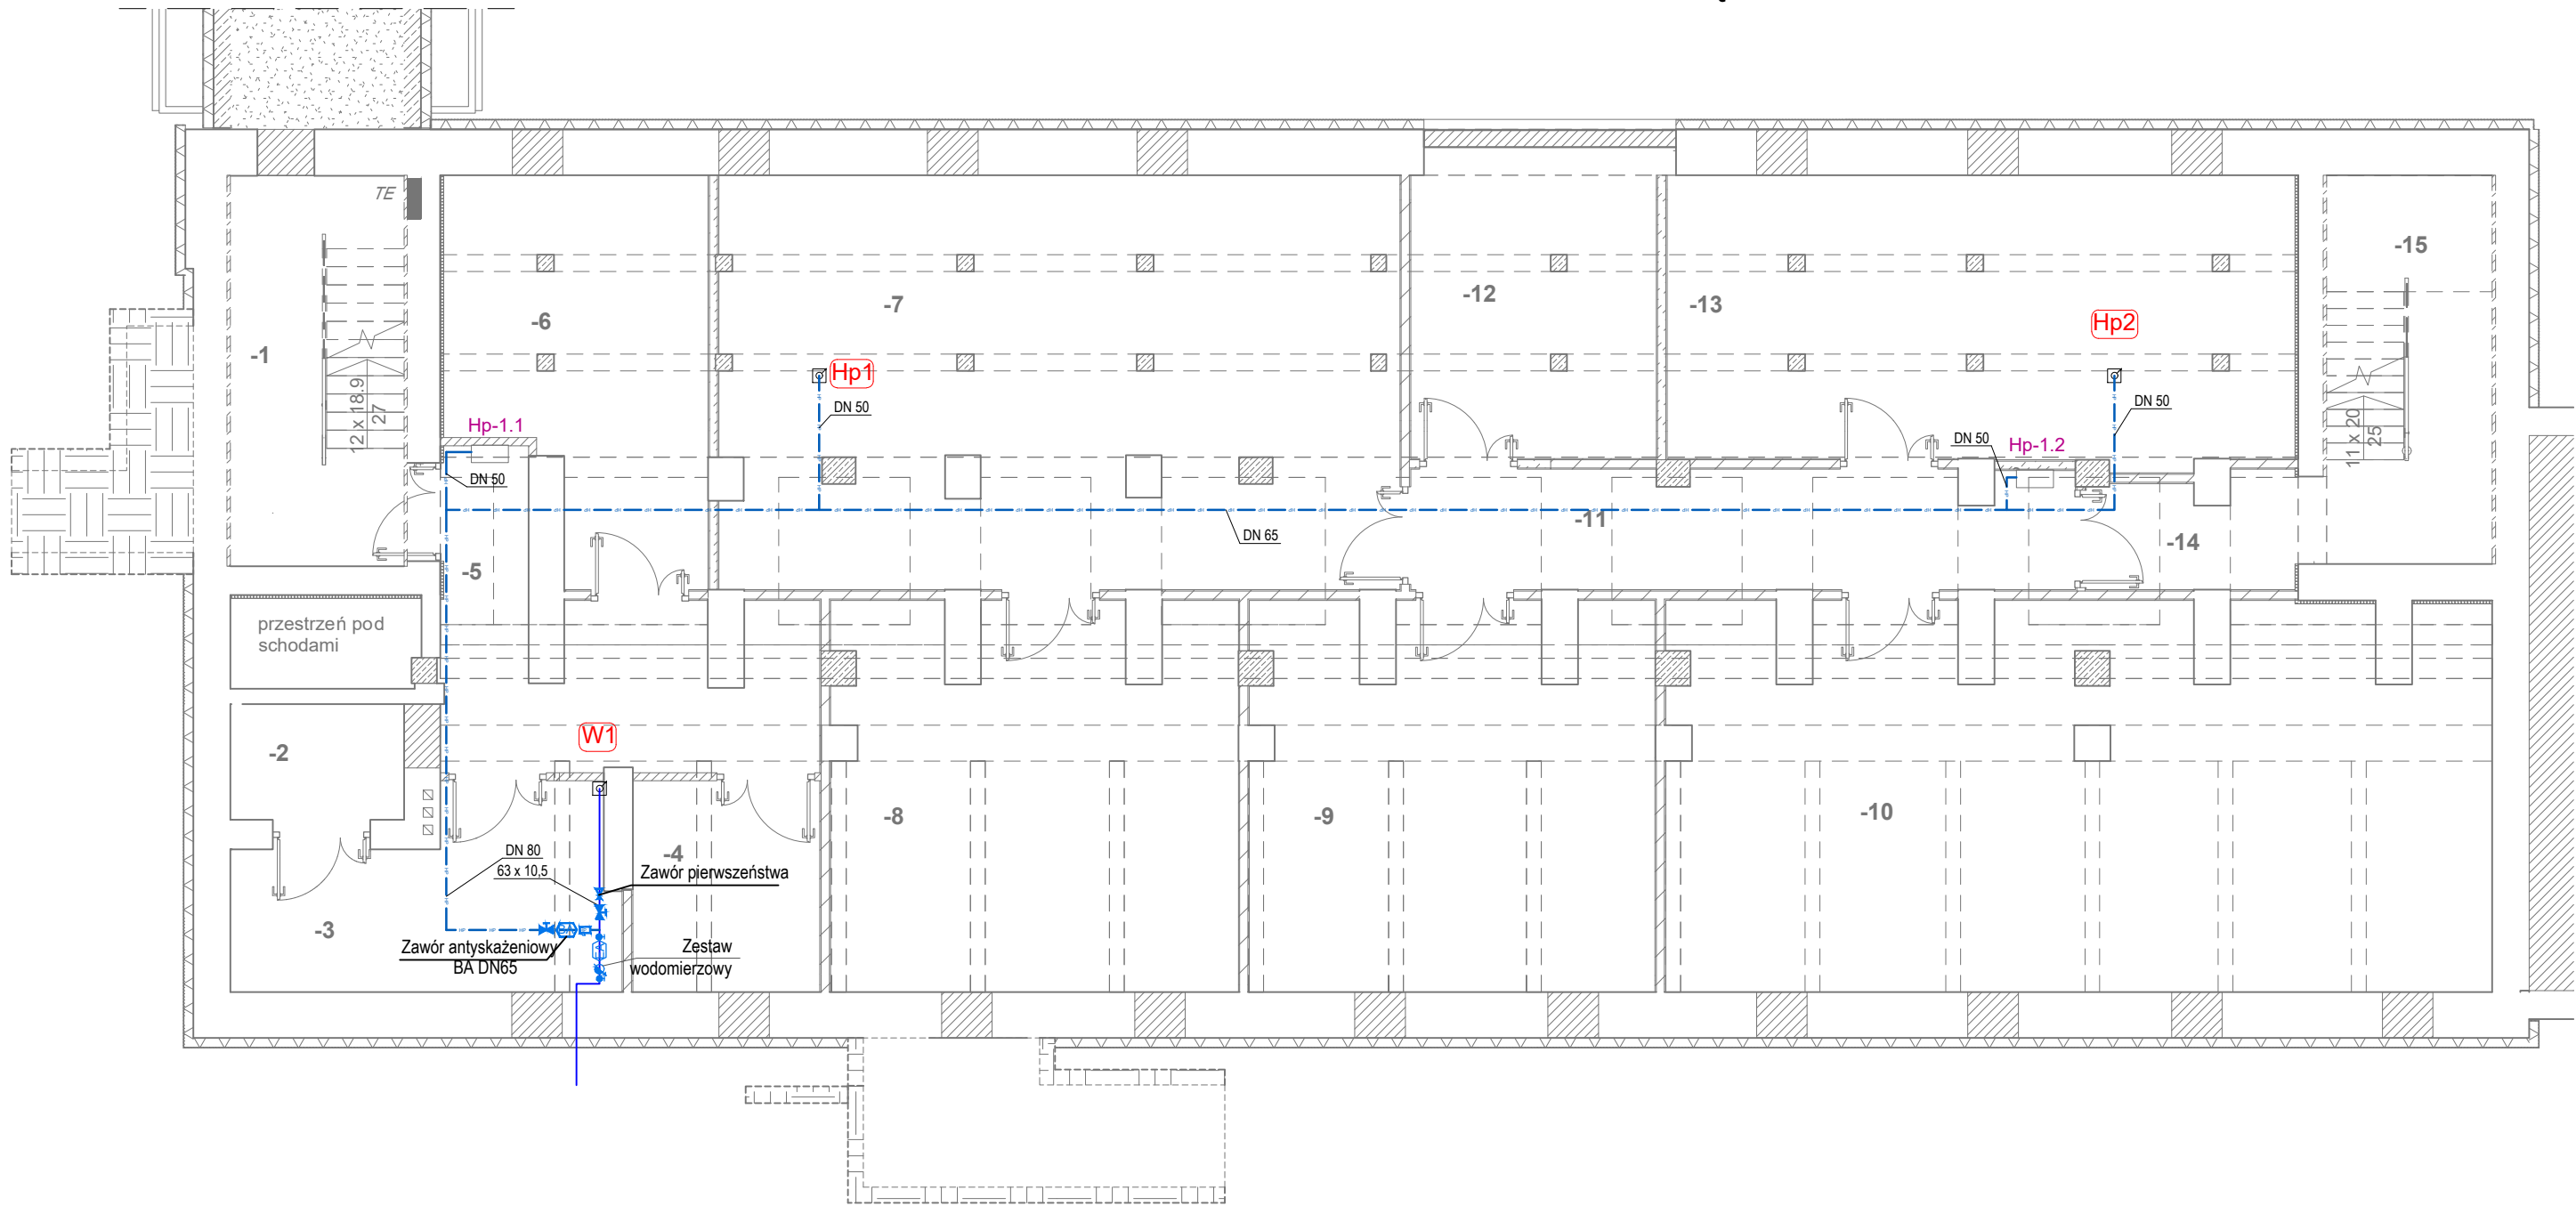 TE
-15
-12
-13
-7
-6
-1
Hp2
Hp1
12 x 18.9
27
DN 50
DN 50
11 x 20
25
Hp-1.1
DN 50
Hp-1.2
DN 50
-11
DN 65
-14
-5
przestrzeń pod
schodami
W1
-2
-8
-9
-10
DN 80
-4
63 x 10,5
Zawór pierwszeństwa
-3
Zawór antyskażeniowy
BA DN65
Zestaw
wodomierzowy